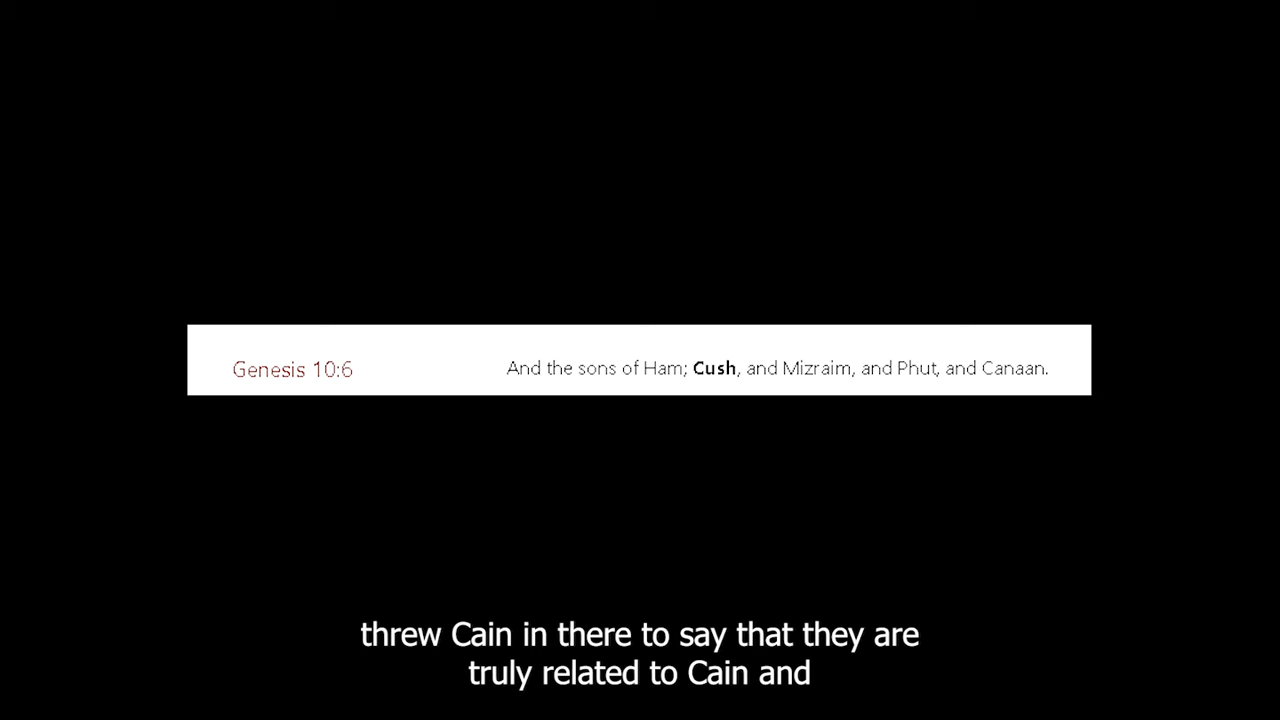 Genesis 10:6 And the sons of Ham; Cush, and Mizraim, and Phut, and Canaan.
threw Cain in there to say that they are
truly related to Cain and